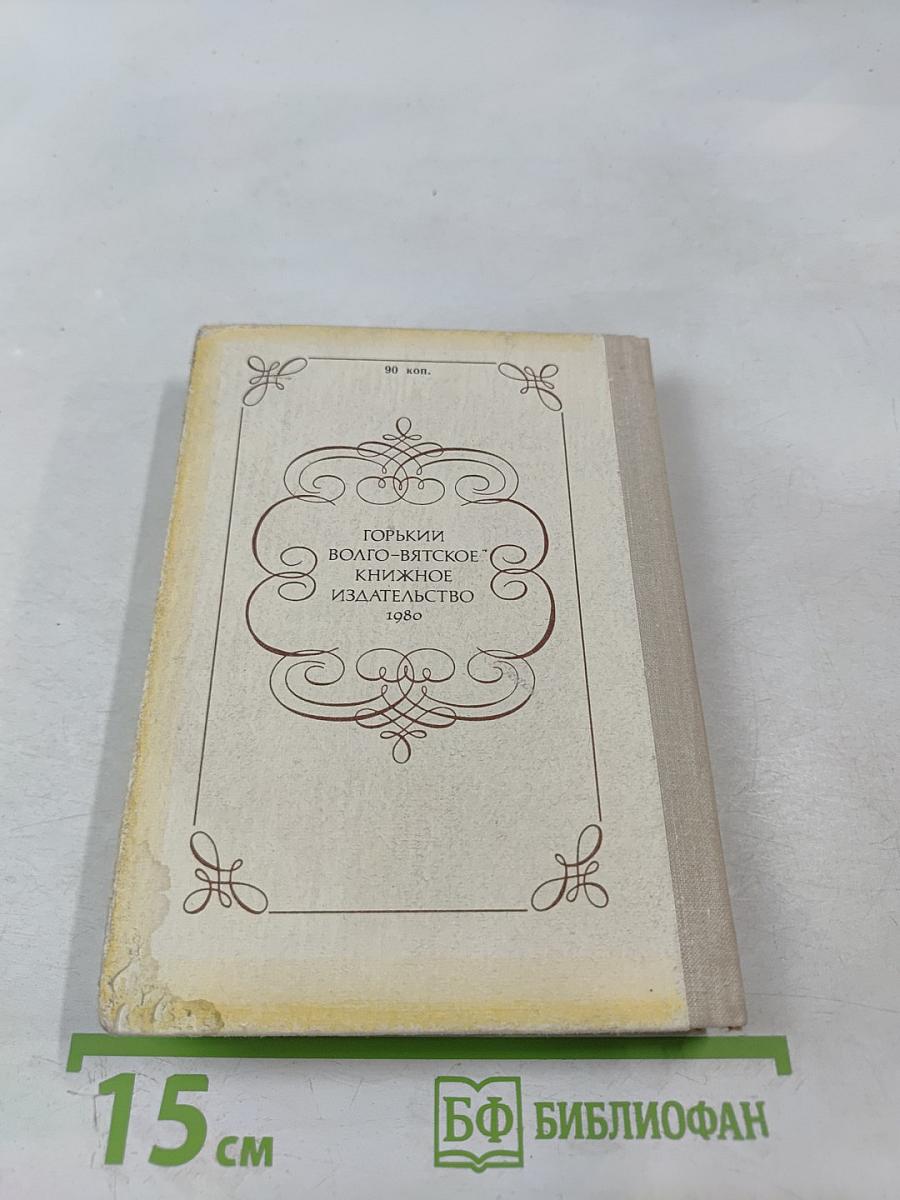 90 коп.
ГОРЬКИЙ
ВОЛГО-ВЯТСКОЕ
КНИЖНОЕ
ИЗДАТЕЛЬСТВО
1980
15 см
БФ БИБЛИОФАН